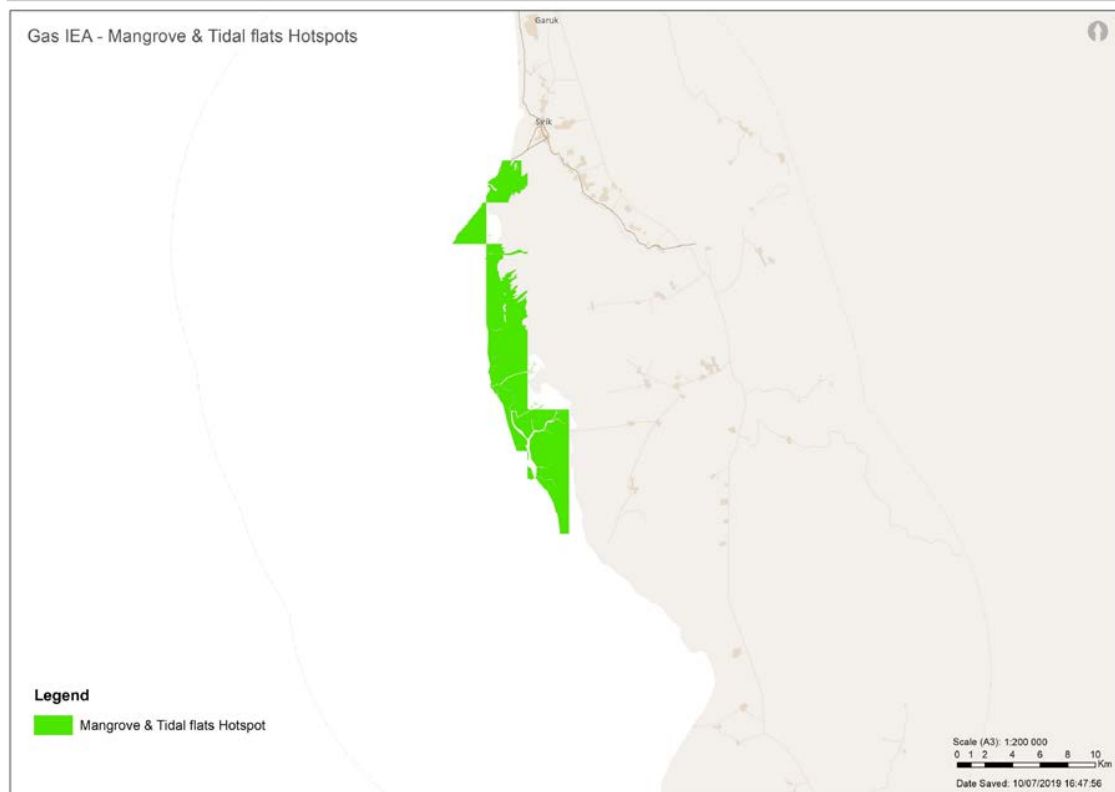 Gas IEA - Mangrove & Tidal flats Hotspots
Garuk
Sirik
Legend
Mangrove & Tidal flats Hotspot
Scale (A3): 1:200 000
0 1 2 4 6 8 10
Km
Date Saved: 10/07/2019 16:47:56